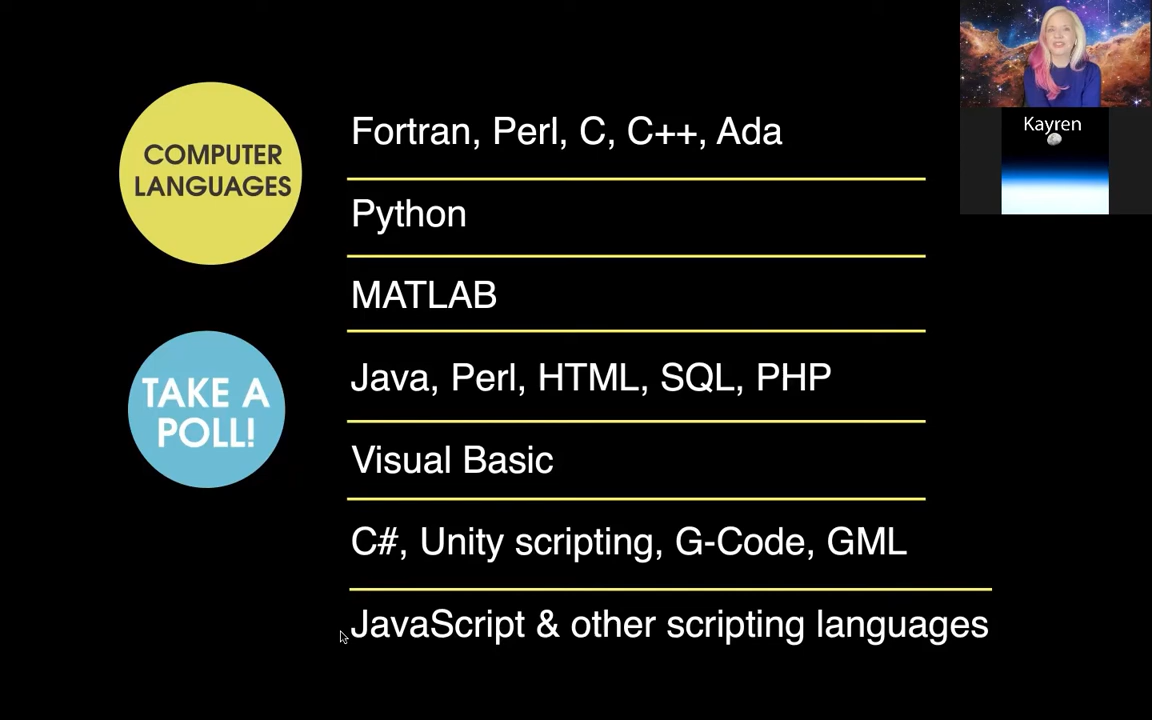 COMPUTER
LANGUAGES
Fortran, Perl, C, C++, Ada
Python
MATLAB
TAKE A
POLL!
Java, Perl, HTML, SQL, PHP
Visual Basic
C#, Unity scripting, G-Code, GML
JavaScript & other scripting languages
Kayren